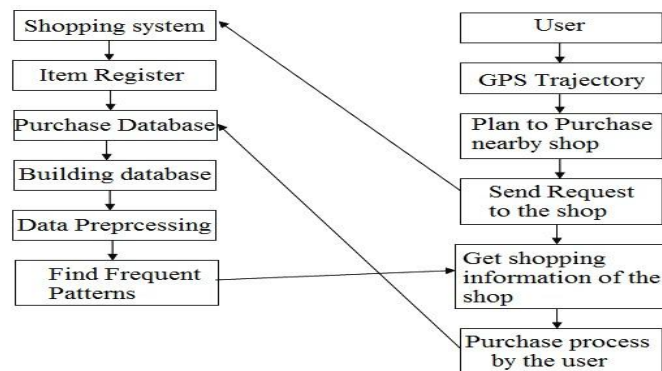 Shopping system
Item Register
Purchase Database
Building database
Data Preprcessing
Find Frequent
Patterns
User
GPS Trajectory
Plan to Purchase
nearby shop
Send Request
to the shop
Get shopping
information of the
shop
Purchase process
by the user